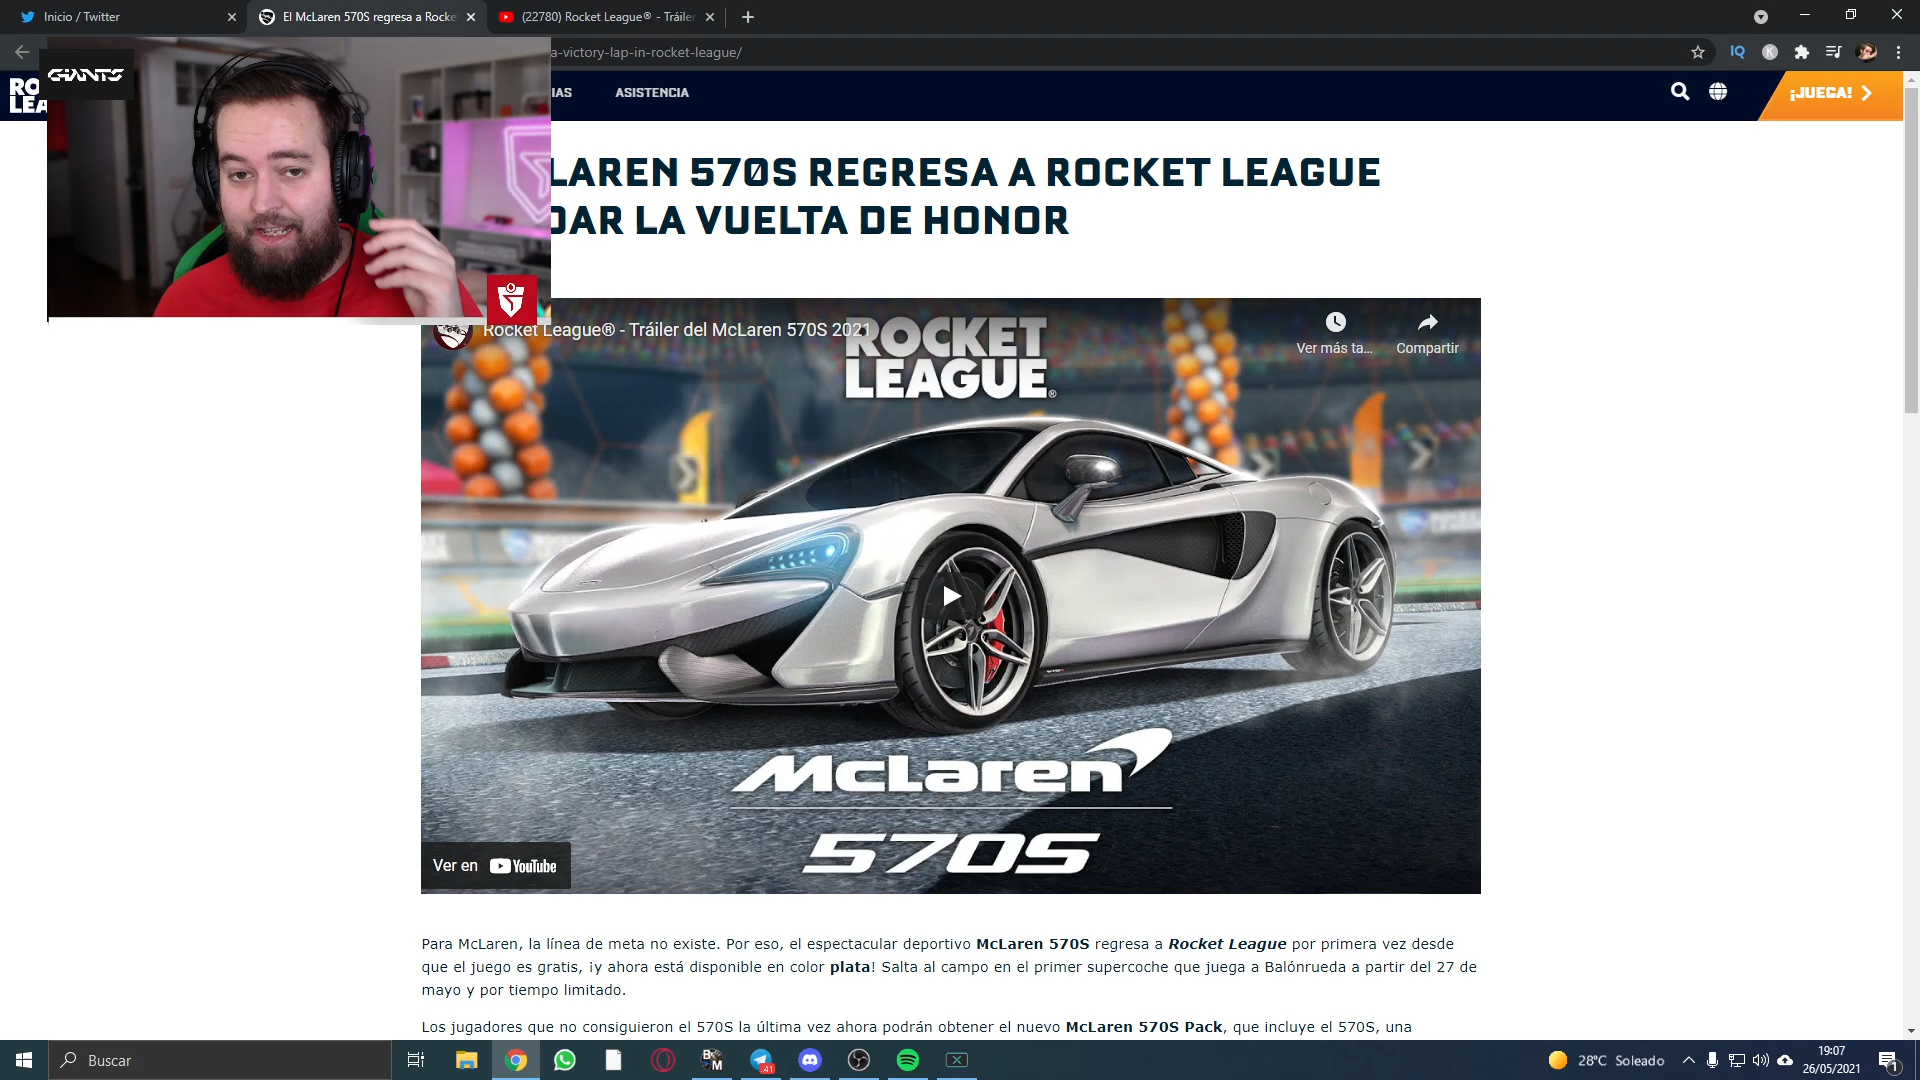 Inicio / Twitter
El McLaren 570S regresa a Rocke
(22780) Rocket League® - Tráiler
a-victory-lap-in-rocket-league/
IQ
K
GIANTS
RO
LEA
IAS
ASISTENCIA
¡JUEGA!
LAREN 570S REGRESA A ROCKET LEAGUE
DAR LA VUELTA DE HONOR
Rocket League® - Tráiler del McLaren 570S 2021
ROCKET
LEAGUE®
Ver más ta...
Compartir
McLaren
570S
Ver en YouTube
Para McLaren, la línea de meta no existe. Por eso, el espectacular deportivo McLaren 570S regresa a Rocket League por primera vez desde
que el juego es gratis, ¡y ahora está disponible en color plata! Salta al campo en el primer supercoche que juega a Balónrueda a partir del 27 de
mayo y por tiempo limitado.
Los jugadores que no consiguieron el 570S la última vez ahora podrán obtener el nuevo McLaren 570S Pack, que incluye el 570S, una
Buscar
B
M
41
28°C Soleado
19:07
26/05/2021
1